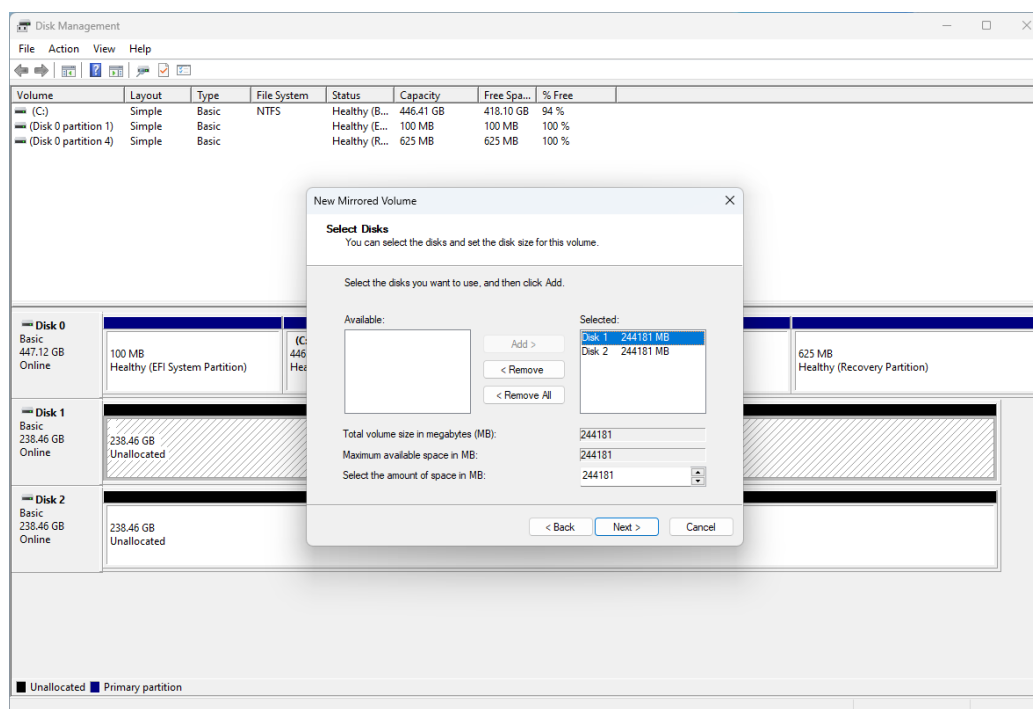 Disk Management
File Action View Help
Volume Layout Type File System Status Capacity Free Spa... % Free
(C:) Simple Basic NTFS Healthy (B... 446.41 GB 418.10 GB 94 %
(Disk 0 partition 1) Simple Basic Healthy (E... 100 MB 100 MB 100 %
(Disk 0 partition 4) Simple Basic Healthy (R... 625 MB 625 MB 100 %
New Mirrored Volume
Select Disks
You can select the disks and set the disk size for this volume.
Select the disks you want to use, and then click Add.
Available: Selected:
Disk 1 244181 MB
Disk 2 244181 MB
Add >
< Remove
< Remove All
Total volume size in megabytes (MB): 244181
Maximum available space in MB: 244181
Select the amount of space in MB: 244181
< Back Next > Cancel
Disk 0
Basic
447.12 GB
Online
100 MB
Healthy (EFI System Partition)
(C
446
Hea
625 MB
Healthy (Recovery Partition)
Disk 1
Basic
238.46 GB
Online
238.46 GB
Unallocated
Disk 2
Basic
238.46 GB
Online
238.46 GB
Unallocated
Unallocated Primary partition